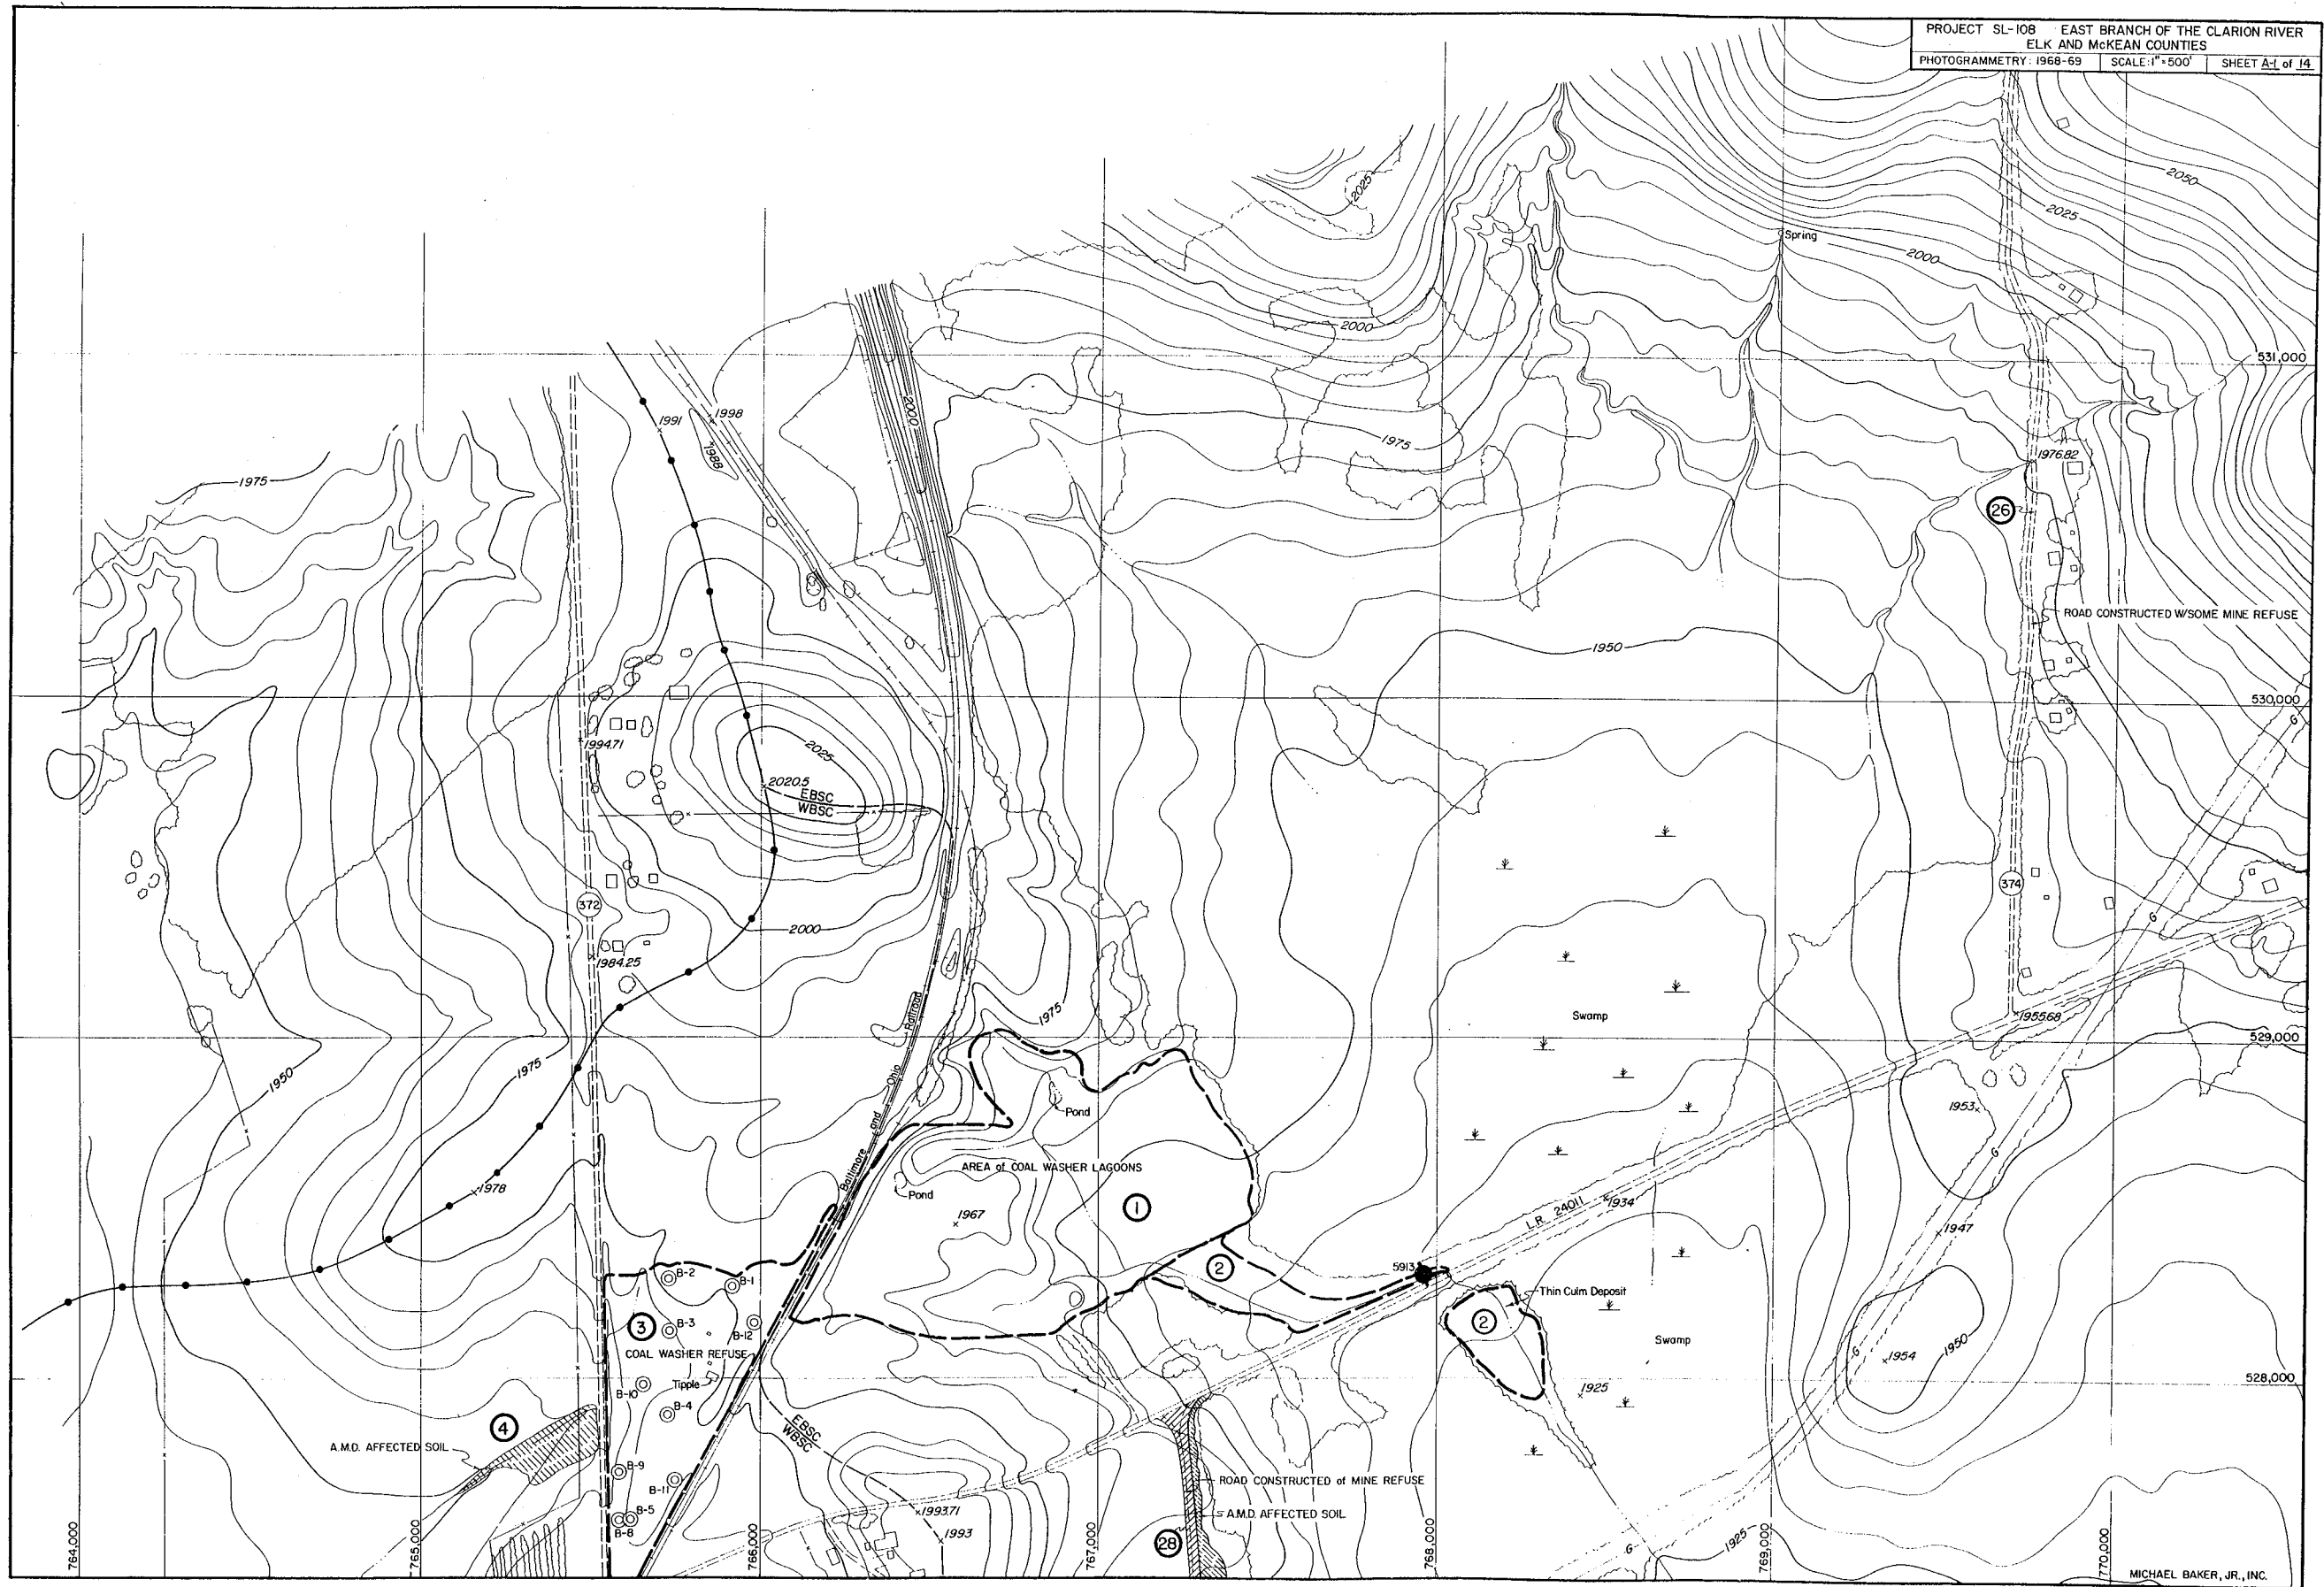 PROJECT SL-108 EAST BRANCH OF THE CLARION RIVER
ELK AND McKEAN COUNTIES
PHOTOGRAMMETRY: 1968-69 SCALE: 1"=500' SHEET A-1 of 14
2025
2050
2025
Spring
2000
2000
531,000
2000
1991
1998
1988
1975
1975
1976.82
26
ROAD CONSTRUCTED W/SOME MINE REFUSE
1950
530,000
G
1994.71
2025
2020.5
EBSC
WBSC
374
372
G
2000
1984.25
1975
Swamp
1955.68
529,000
1975
1950
Baltimore and Ohio Railroad
Pond
1953
G
AREA of COAL WASHER LAGOONS
1978
Pond
1
1967
L.R. 24011
1934
1947
2
5913
B-2
B-1
Thin Culm Deposit
3
B-3
B-12
2
Swamp
COAL WASHER REFUSE
G
1954
1950
Tipple
B-10
1925
528,000
B-4
EBSC
WBSC
4
A.M.D. AFFECTED SOIL
B-9
B-11
ROAD CONSTRUCTED of MINE REFUSE
B-5
B-8
1993.71
A.M.D. AFFECTED SOIL
1993
28
G
1925
764,000
765,000
766,000
767,000
768,000
769,000
770,000
MICHAEL BAKER, JR., INC.